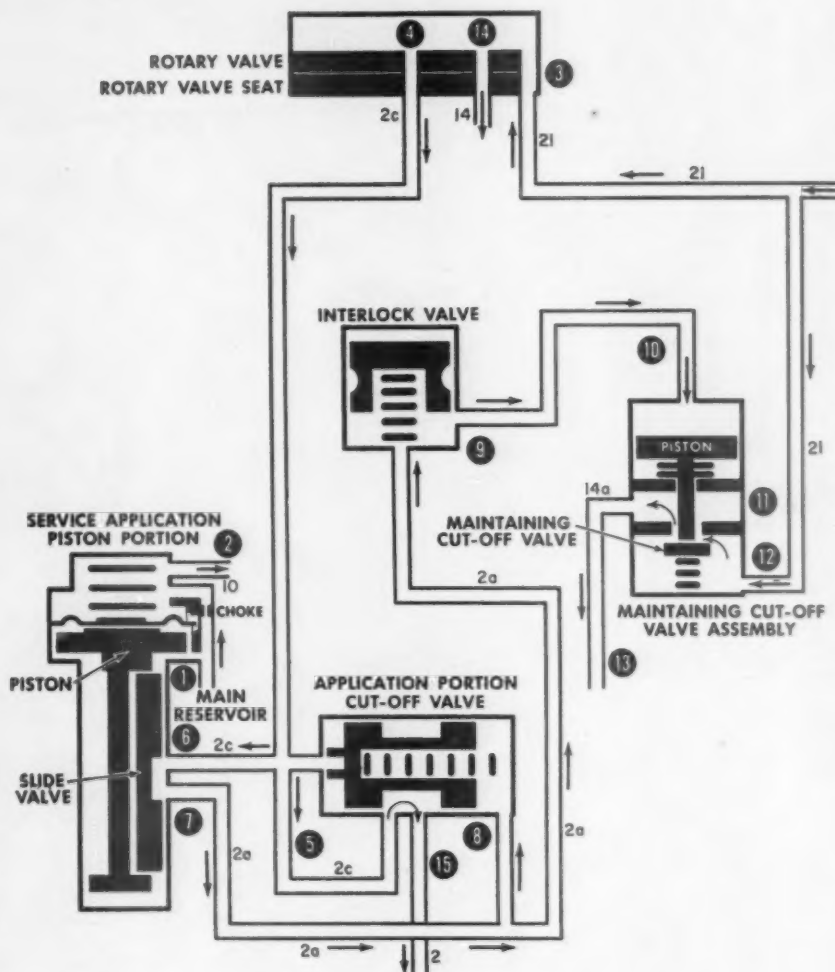 4
14
ROTARY VALVE
3
ROTARY VALVE SEAT
2c
14
21
21
INTERLOCK VALVE
10
PISTON
9
21
14a
11
SERVICE APPLICATION
PISTON PORTION
2
MAINTAINING
CUT-OFF VALVE
12
10
2a
CHOKE
MAINTAINING CUT-OFF
VALVE ASSEMBLY
PISTON
1
MAIN
RESERVOIR
APPLICATION PORTION
CUT-OFF VALVE
13
6
2c
SLIDE
VALVE
7
5
8
2a
2c
15
2a
2a
2